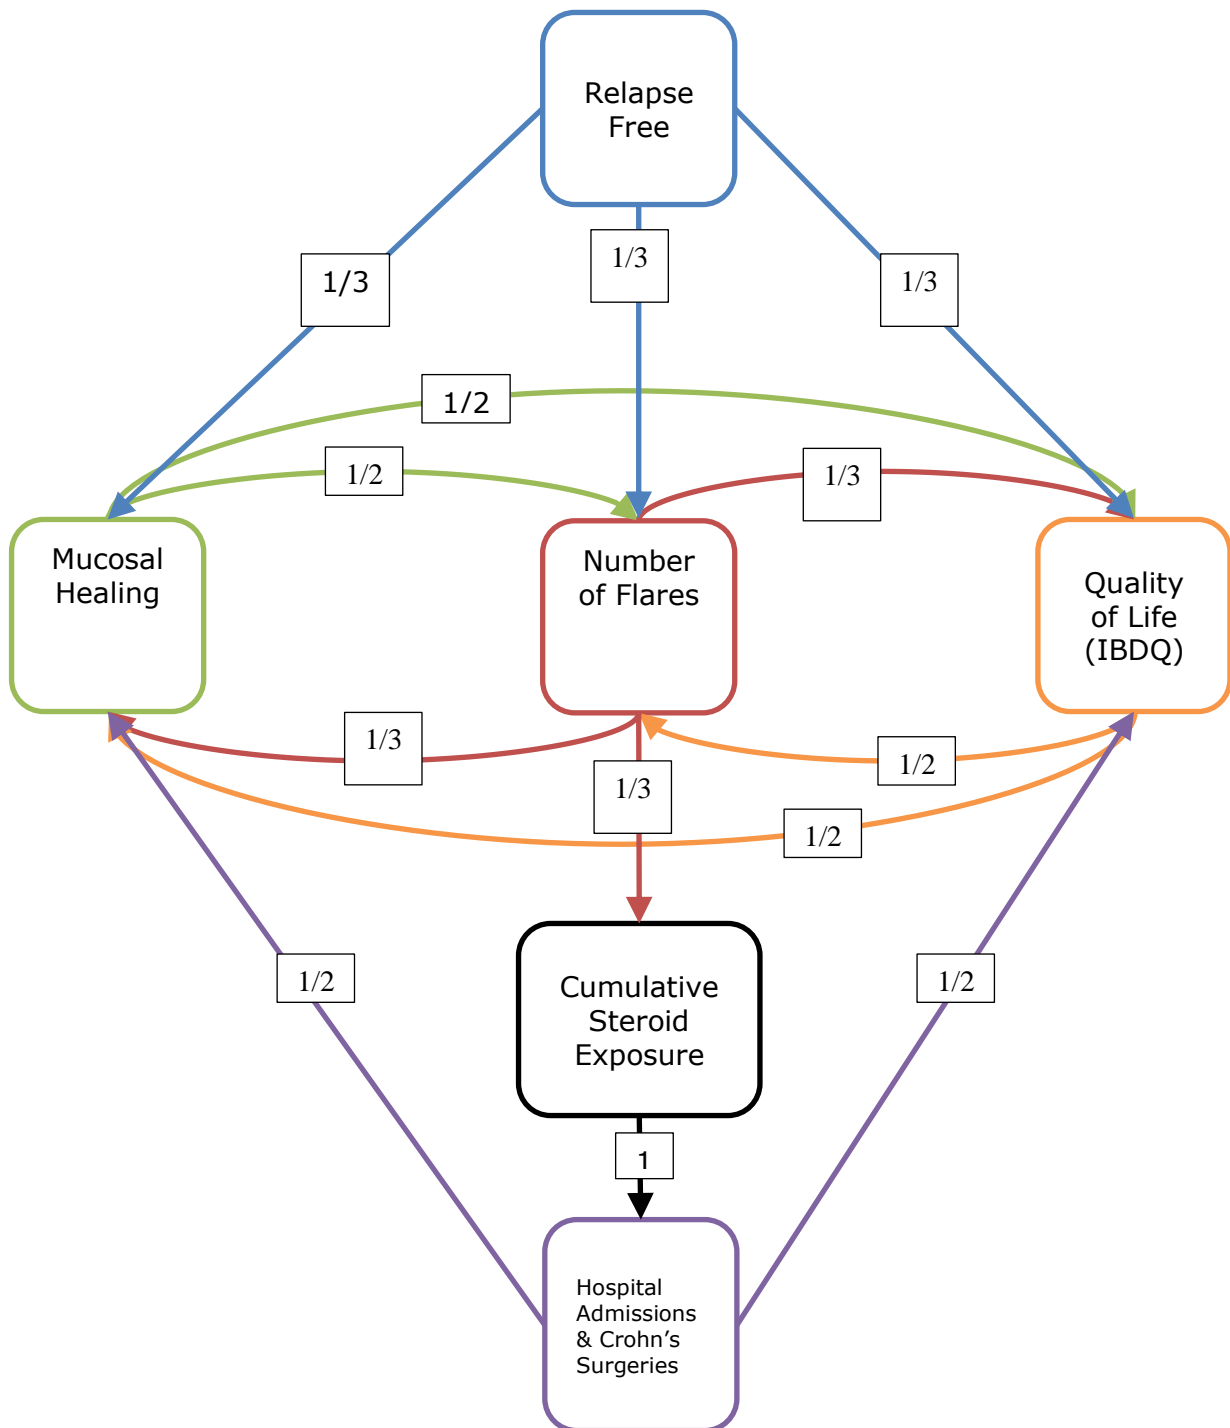 Relapse
Free
1/3
1/3
1/3
1/2
1/2
1/3
Mucosal
Healing
Number
of Flares
Quality
of Life
(IBDQ)
1/3
1/3
1/2
1/2
Cumulative
Steroid
Exposure
1/2
1/2
1
Hospital
Admissions
& Crohn’s
Surgeries